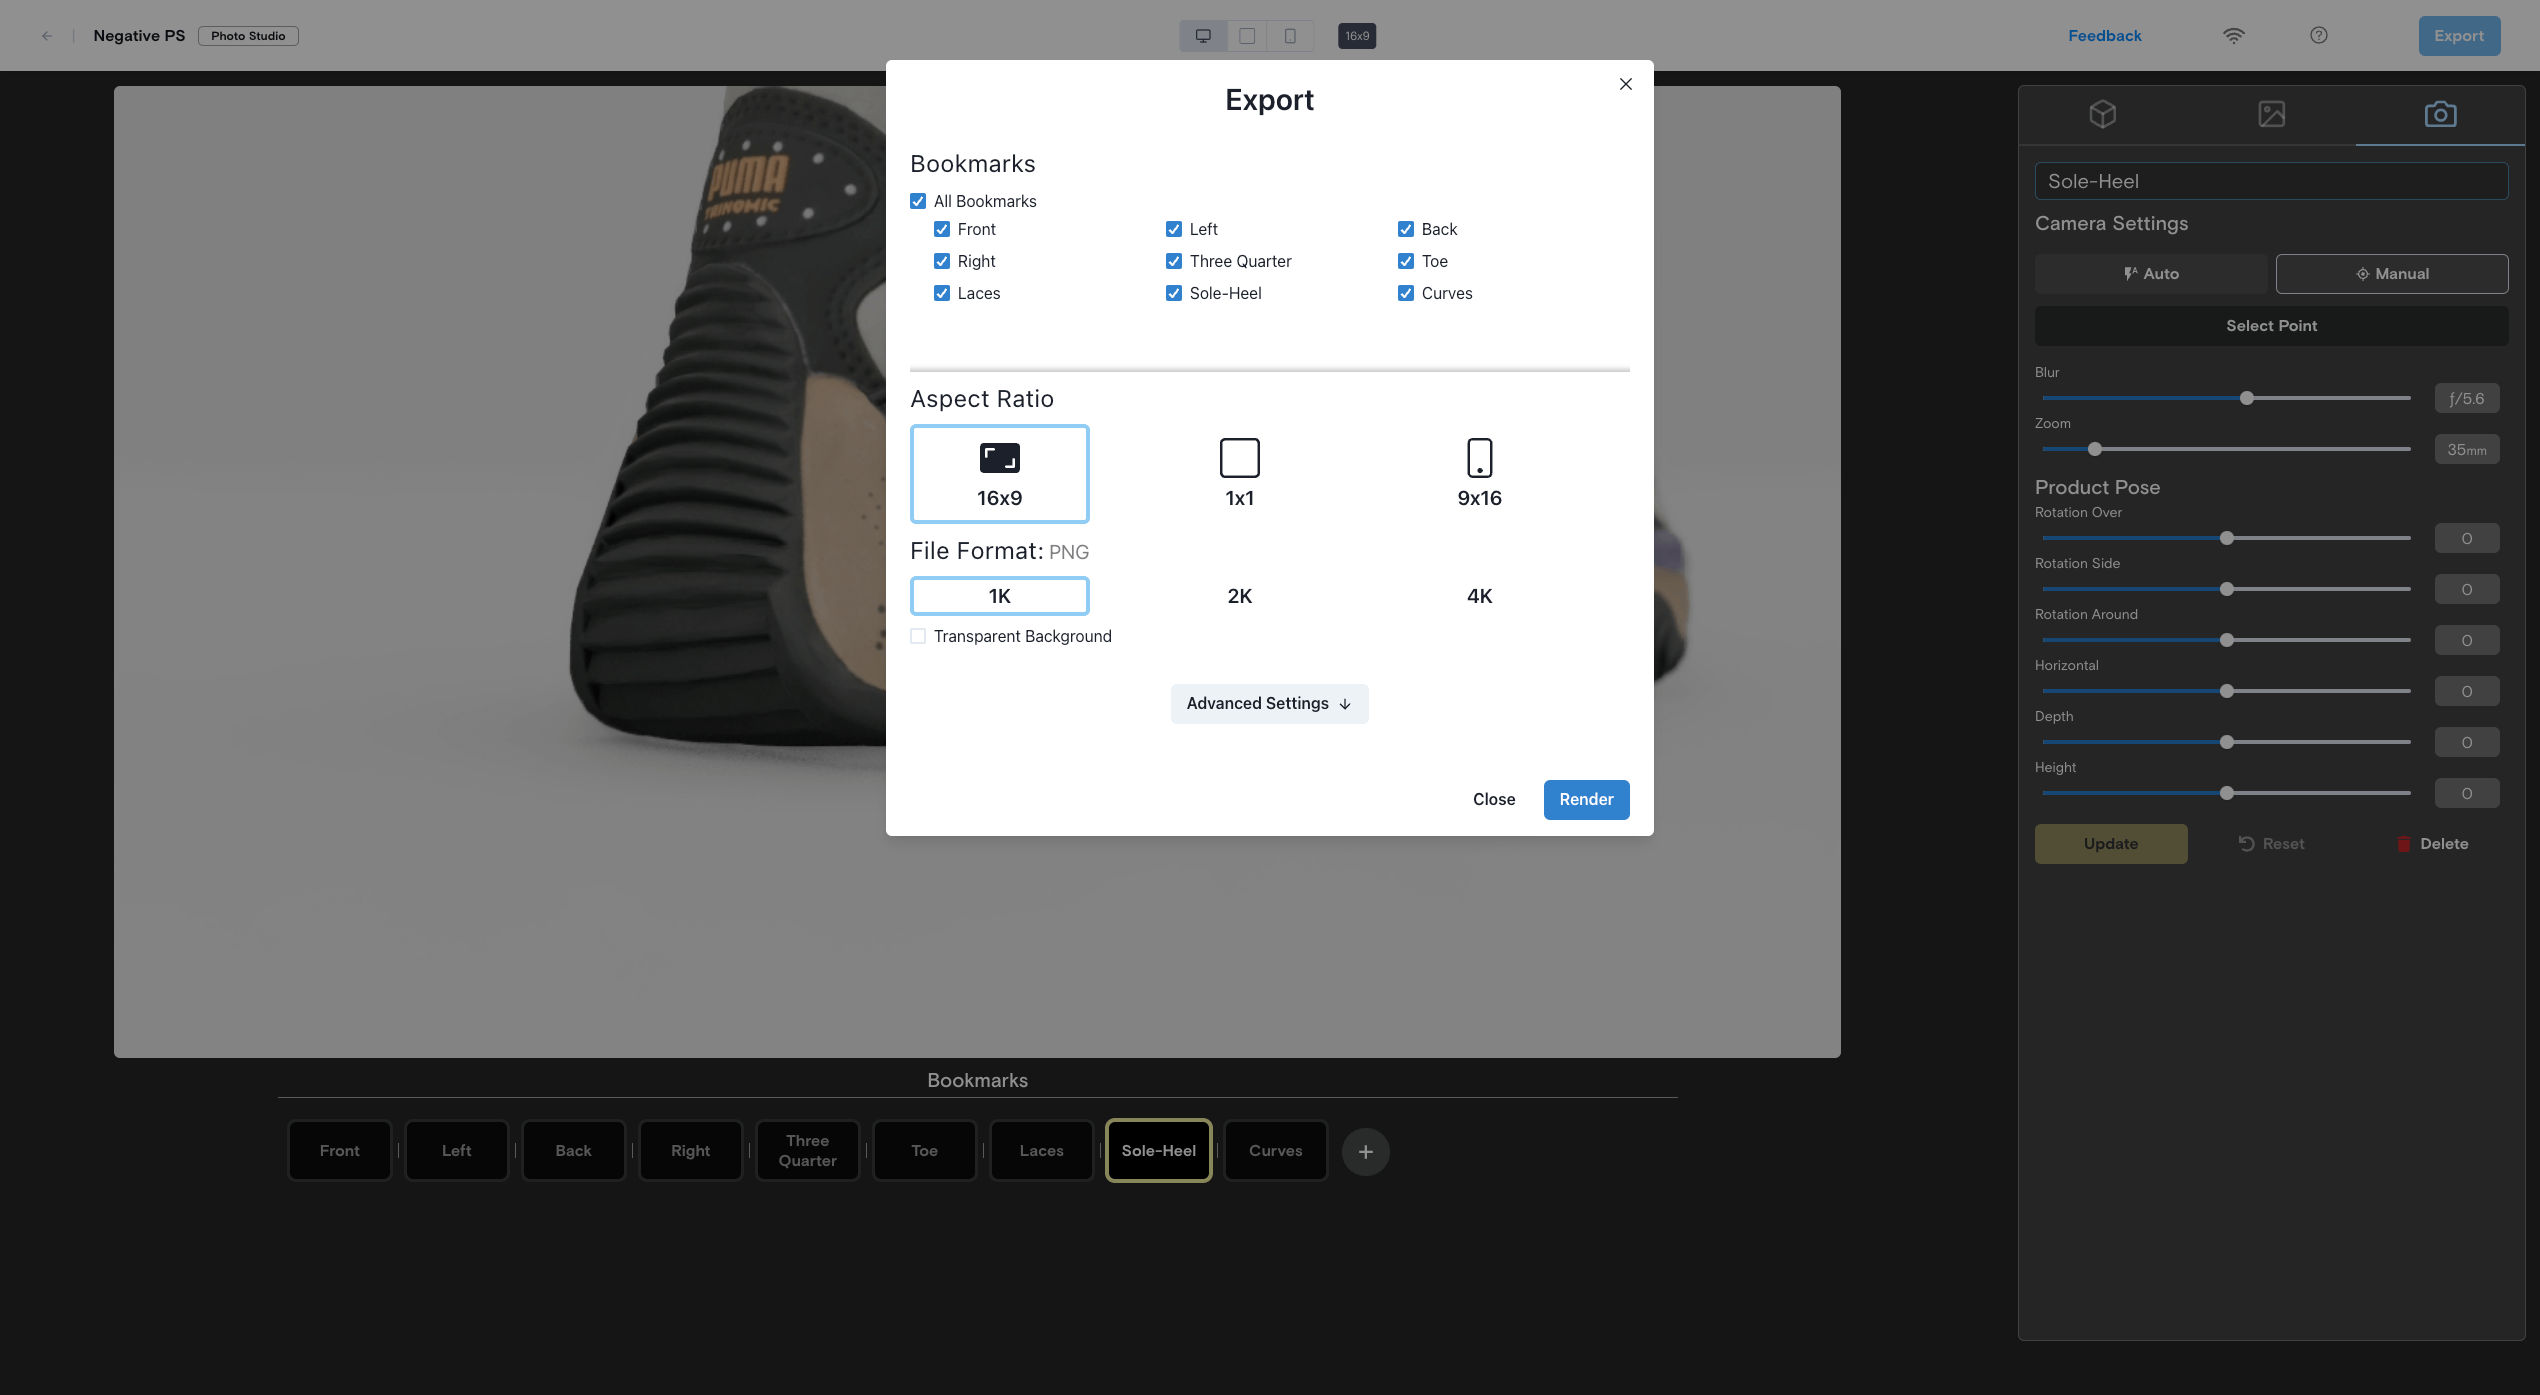 Negative PS
Photo Studio
16x9
Feedback
Export
PUMA
TRINOMIC
Export
Bookmarks
All Bookmarks
Front
Left
Back
Right
Three Quarter
Toe
Laces
Sole-Heel
Curves
Aspect Ratio
16x9
1x1
9x16
File Format: PNG
1K
2K
4K
Transparent Background
Advanced Settings
Close
Render
Sole-Heel
Camera Settings
Auto
Manual
Select Point
Blur
ƒ/5.6
Zoom
35mm
Product Pose
Rotation Over
0
Rotation Side
0
Rotation Around
0
Horizontal
0
Depth
0
Height
0
Update
Reset
Delete
Bookmarks
Front
Left
Back
Right
Three
Quarter
Toe
Laces
Sole-Heel
Curves